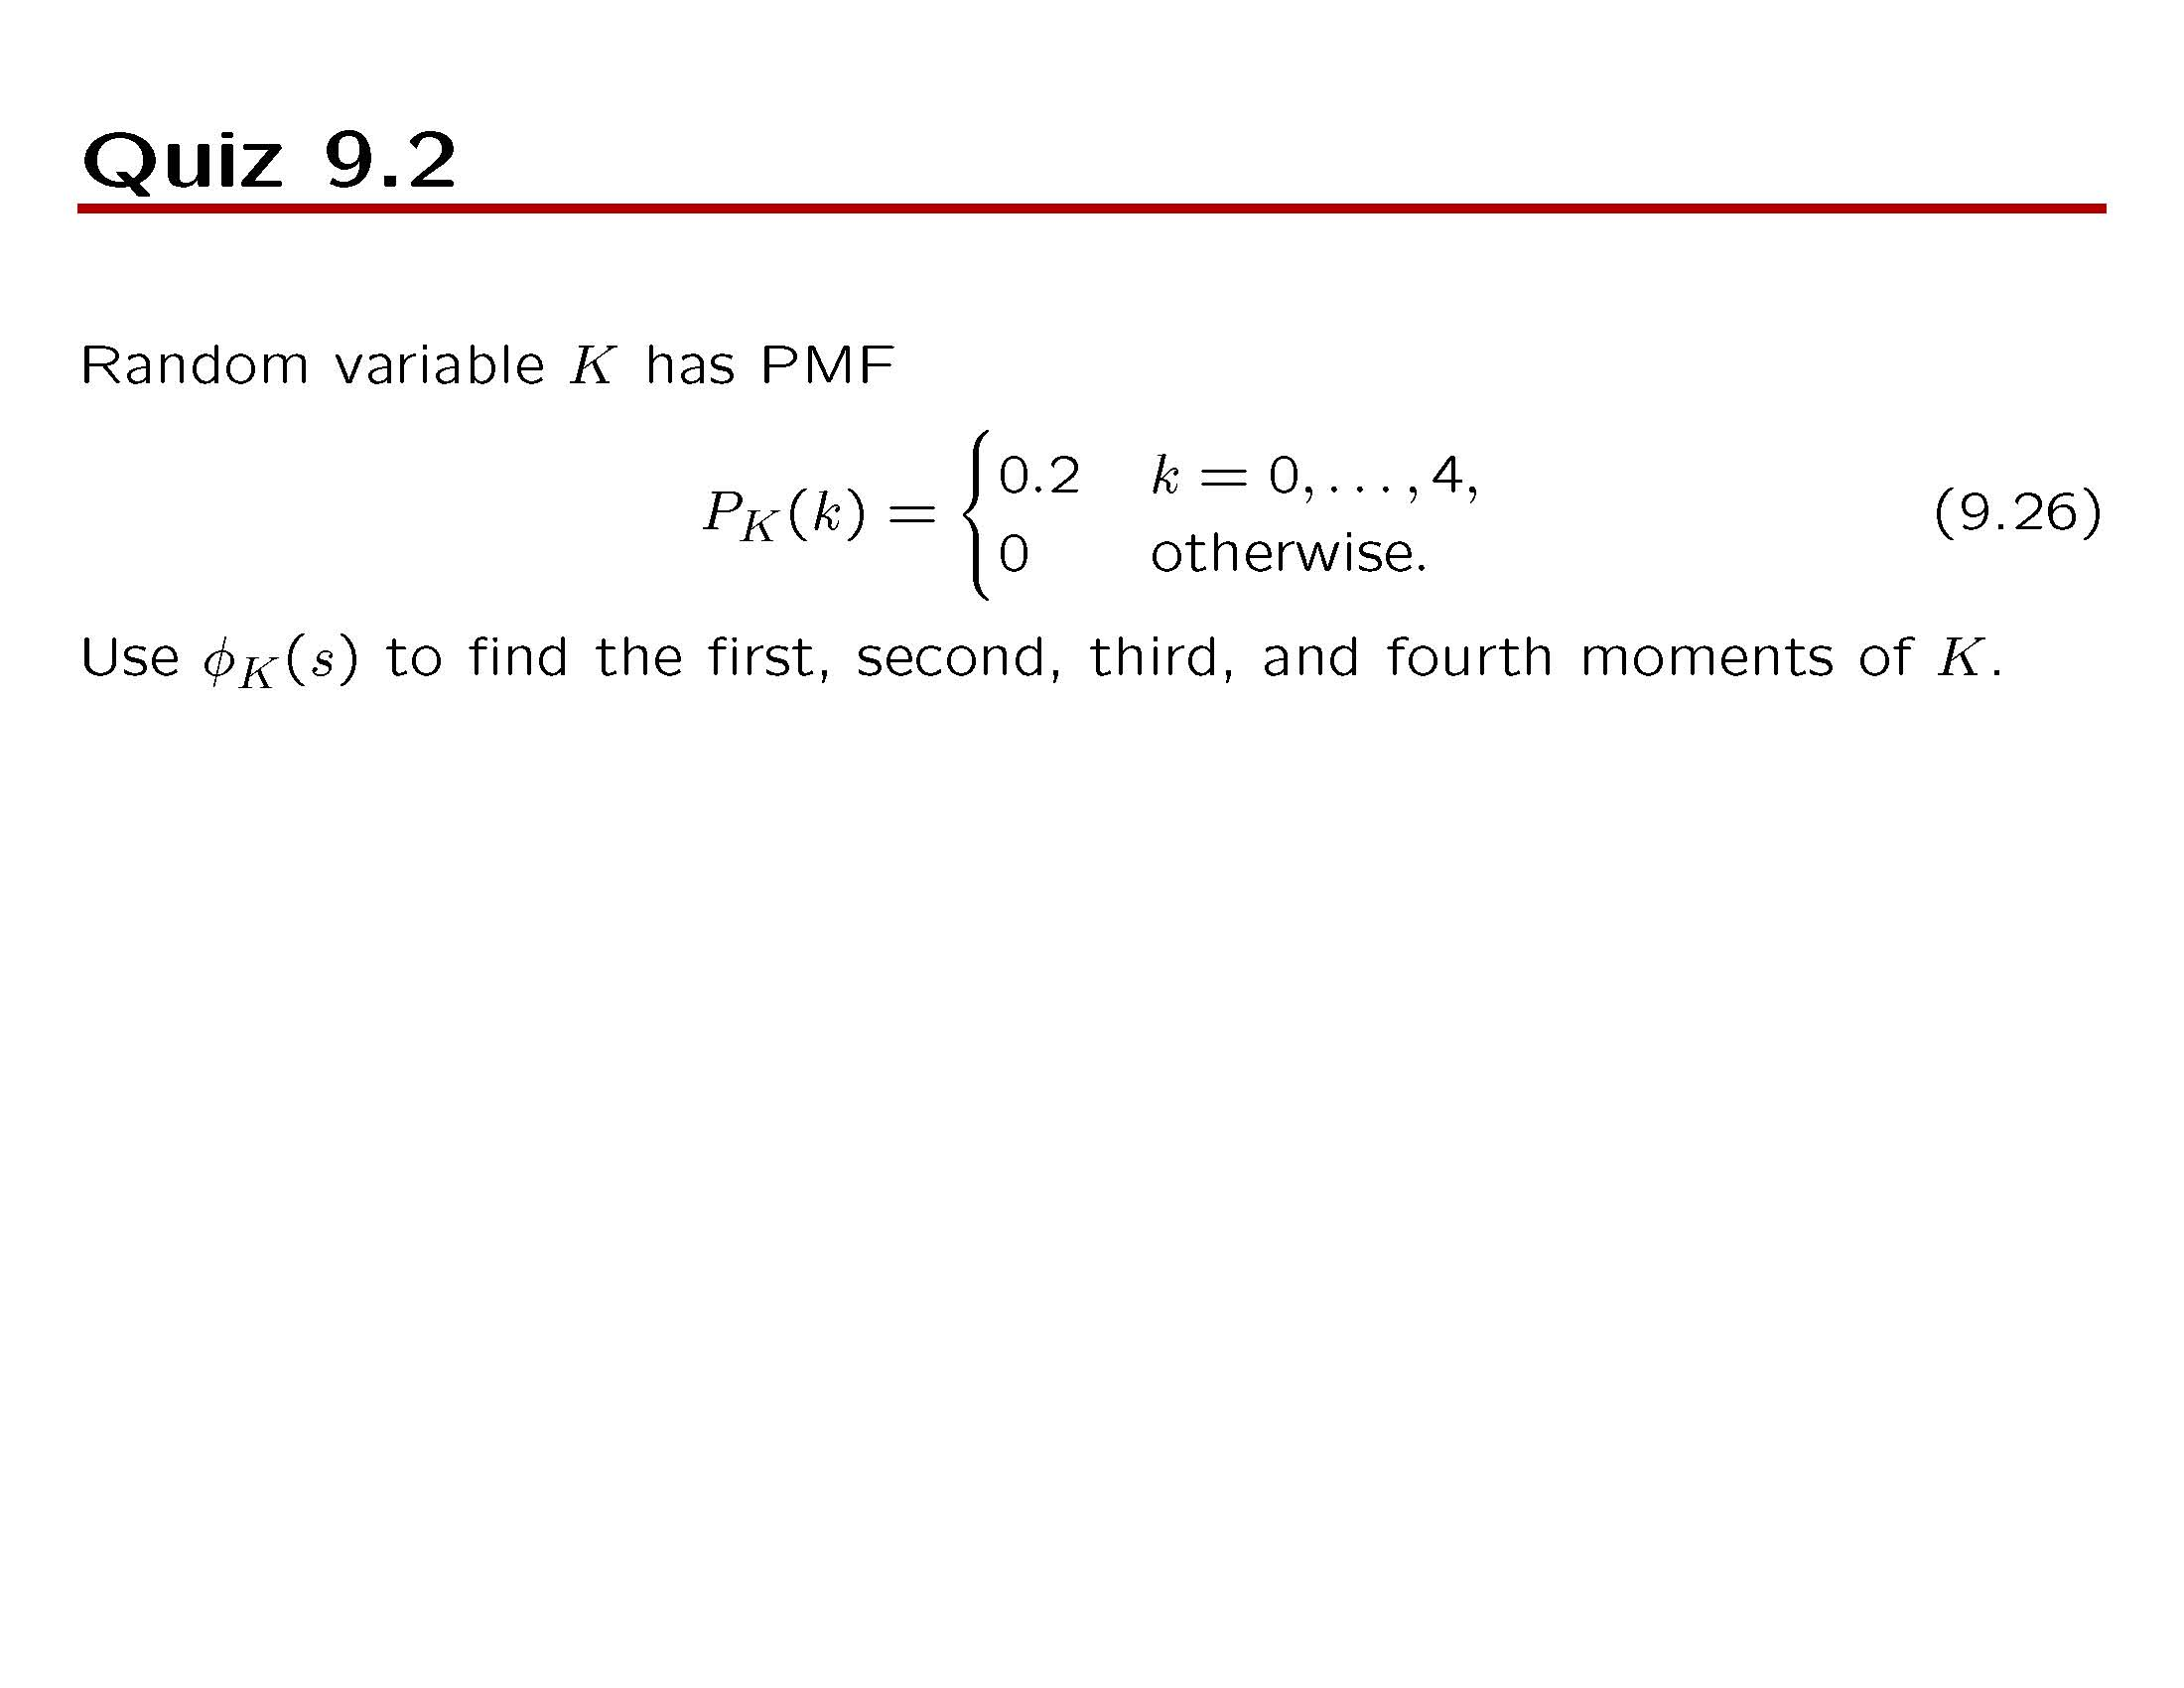 Quiz 9.2
Random variable K has PMF
P_K(k) = { 0.2 k = 0, . . . , 4,
0 otherwise. (9.26)
Use ϕ_K(s) to find the first, second, third, and fourth moments of K.